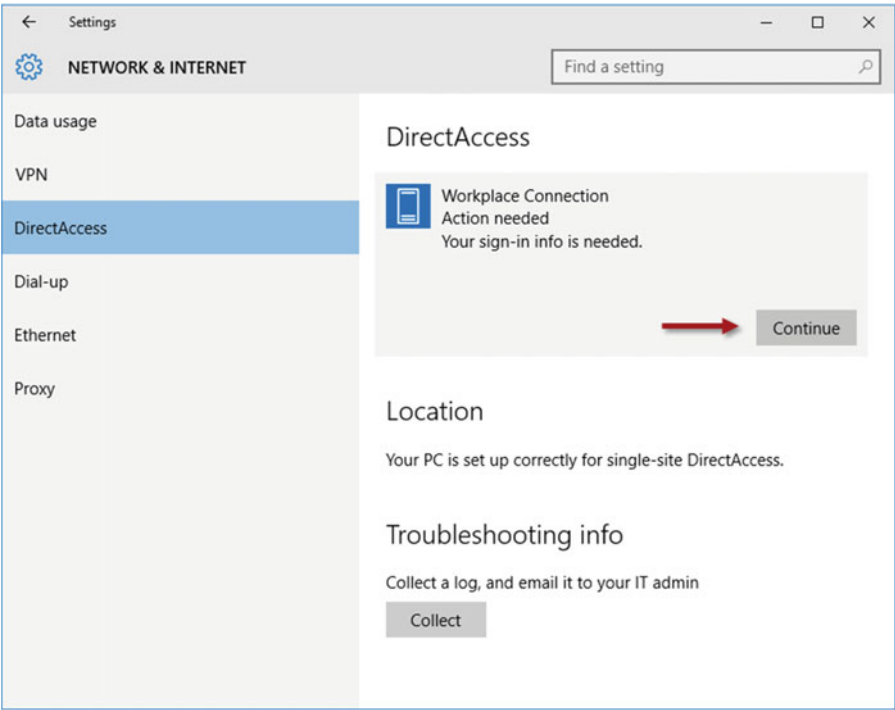 Settings
NETWORK & INTERNET
Find a setting
Data usage
VPN
DirectAccess
Dial-up
Ethernet
Proxy
DirectAccess
Workplace Connection
Action needed
Your sign-in info is needed.
Continue
Location
Your PC is set up correctly for single-site DirectAccess.
Troubleshooting info
Collect a log, and email it to your IT admin
Collect